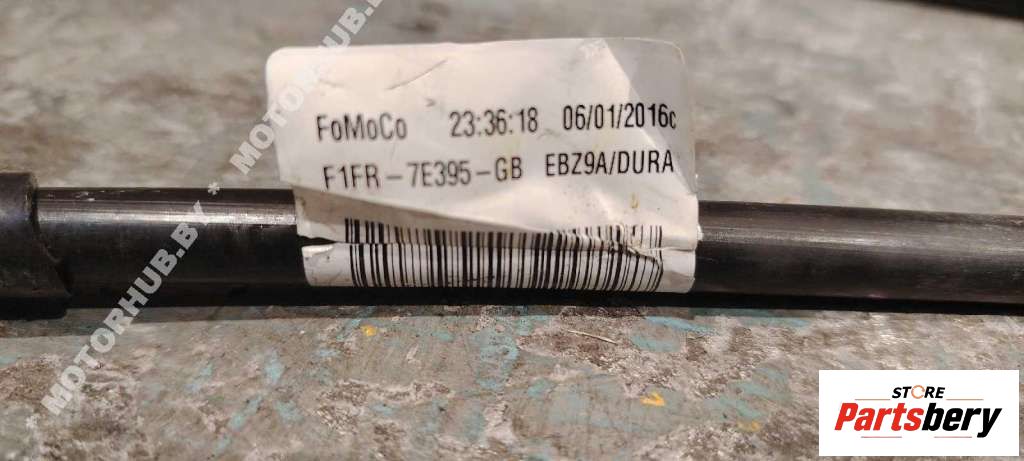 MOTORHUB.BY * MOTORHUB.BY
FoMoCo 23:36:18 06/01/2016c
F1FR-7E395-GB EBZ9A/DURA
STORE
Partsbery